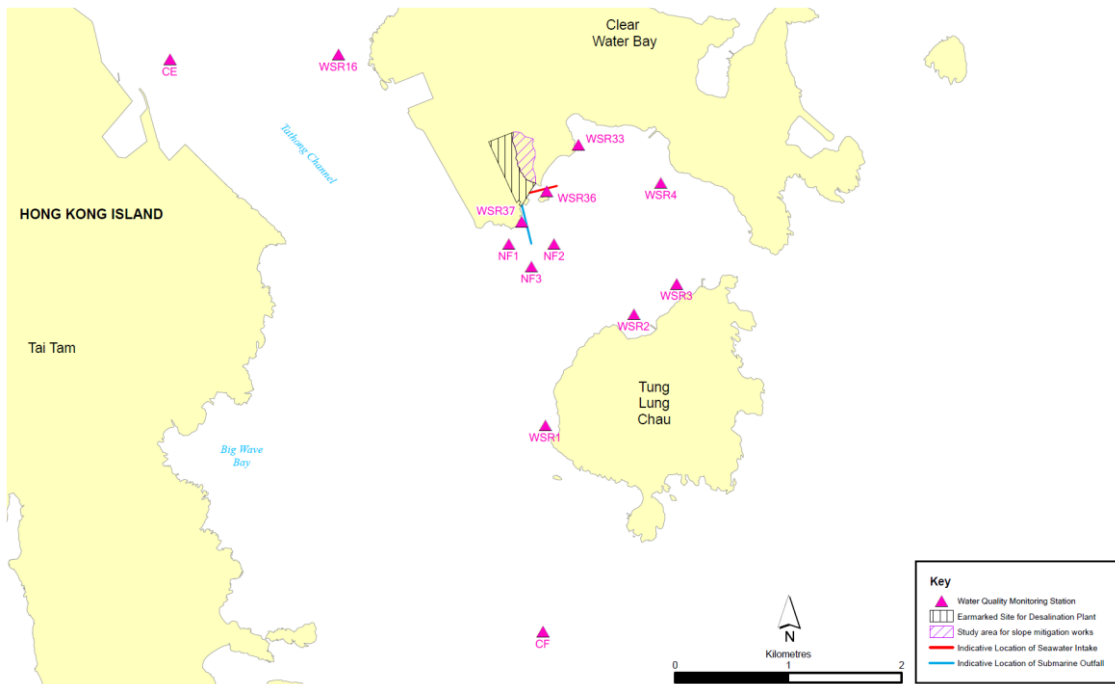 Clear
Water Bay
CE
WSR16
Tathong Channel
WSR33
WSR36
WSR4
HONG KONG ISLAND
WSR37
NF1
NF2
NF3
WSR3
WSR2
Tai Tam
Tung
Lung
Chau
WSR1
Big Wave
Bay
CF
N
Kilometres
0
1
2
Key
Water Quality Monitoring Station
Earmarked Site for Desalination Plant
Study area for slope mitigation works
Indicative Location of Seawater Intake
Indicative Location of Submarine Outfall